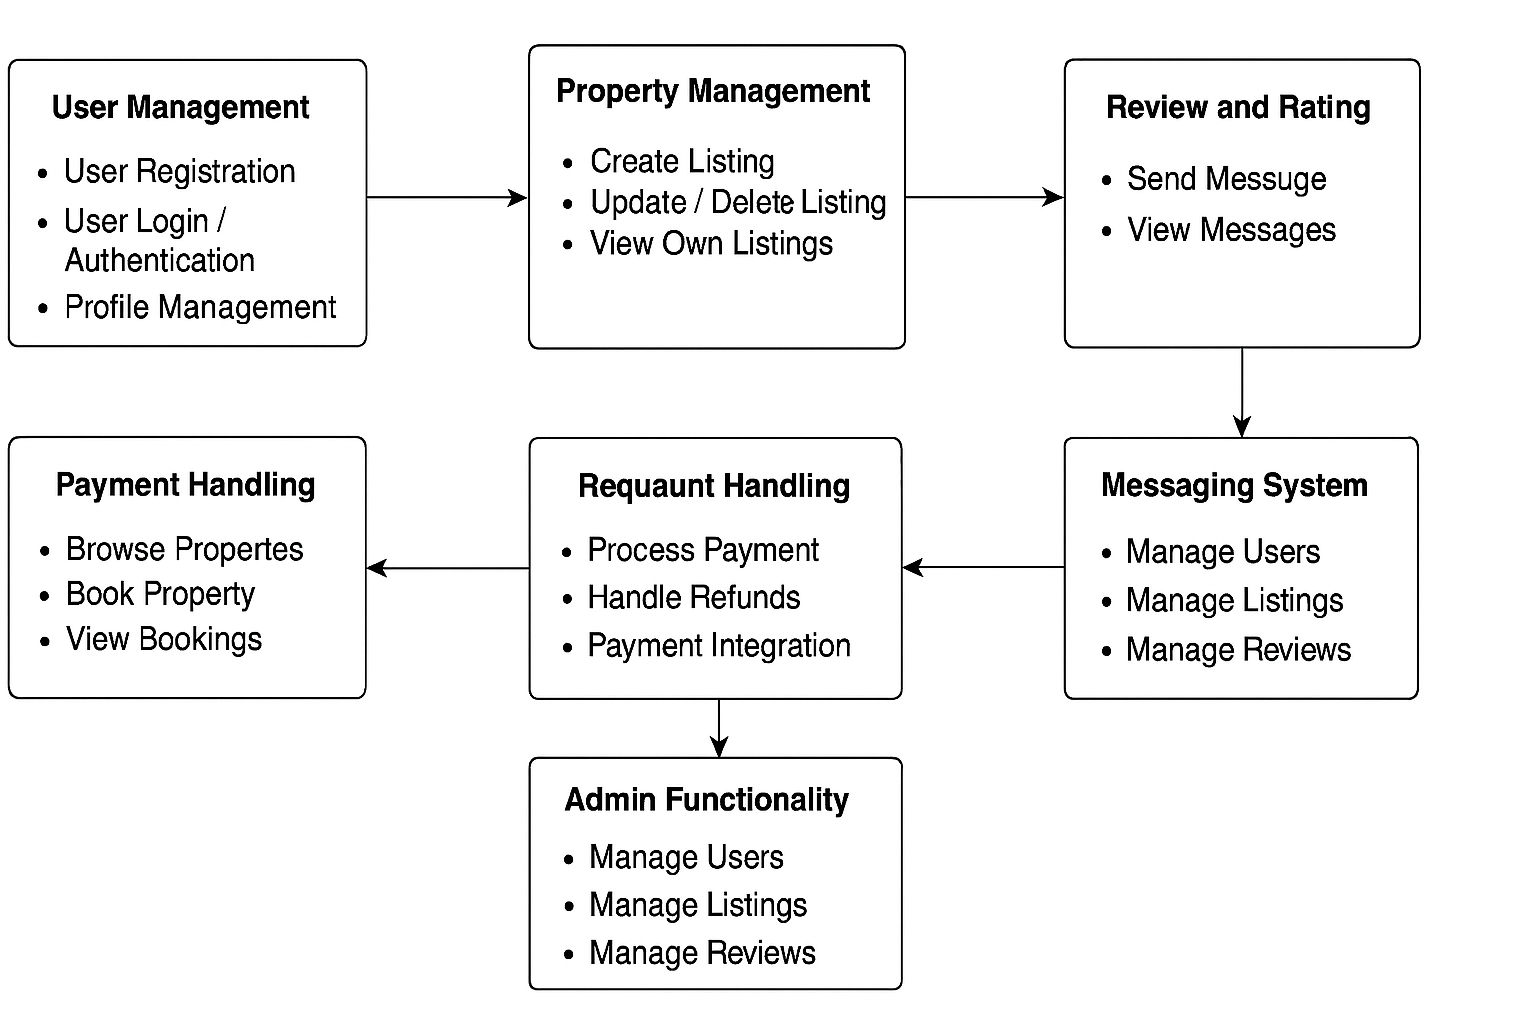 User Management
• User Registration
• User Login /
Authentication
• Profile Management
Property Management
• Create Listing
• Update / Delete Listing
• View Own Listings
Review and Rating
• Send Messuge
• View Messages
Payment Handling
• Browse Propertes
• Book Property
• View Bookings
Requaunt Handling
• Process Payment
• Handle Refunds
• Payment Integration
Messaging System
• Manage Users
• Manage Listings
• Manage Reviews
Admin Functionality
• Manage Users
• Manage Listings
• Manage Reviews